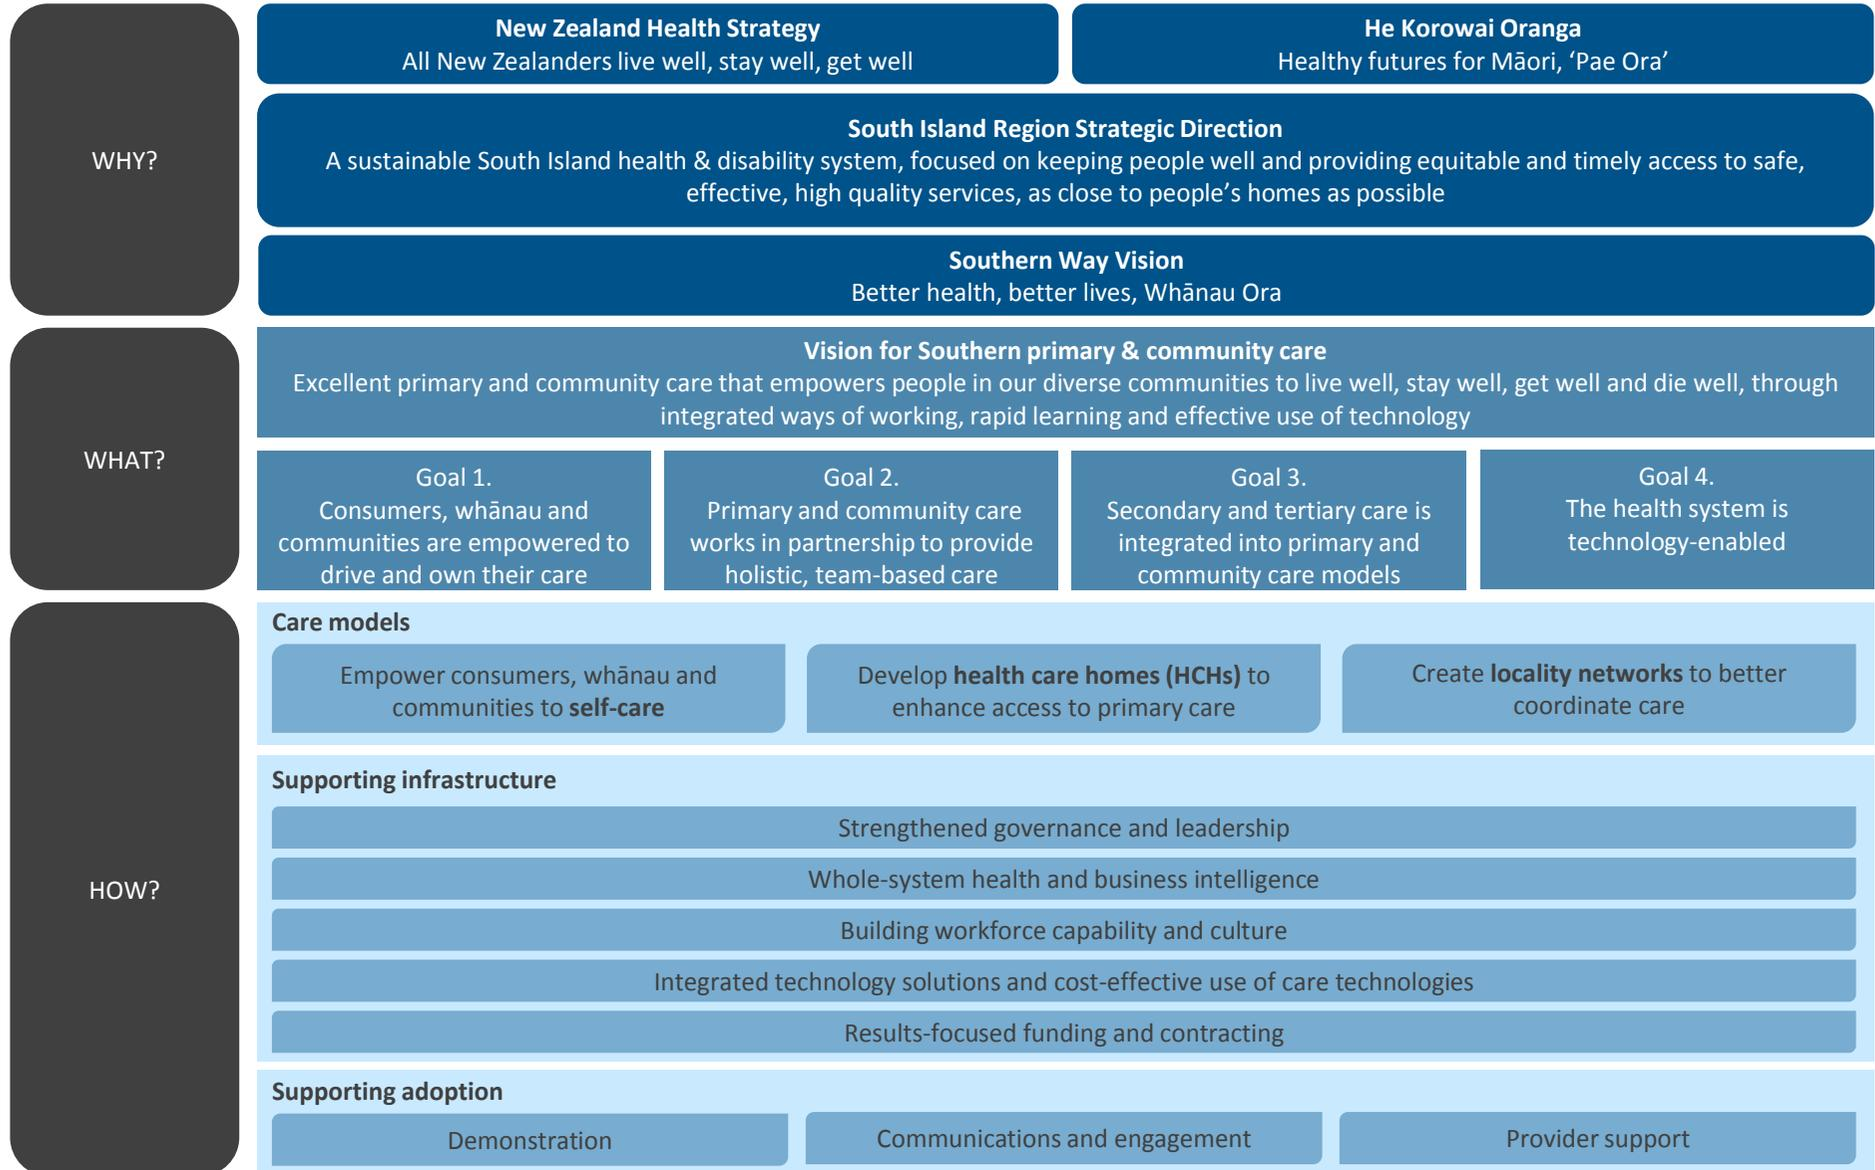 New Zealand Health Strategy
All New Zealanders live well, stay well, get well
He Korowai Oranga
Healthy futures for Māori, ‘Pae Ora’
WHY?
South Island Region Strategic Direction
A sustainable South Island health & disability system, focused on keeping people well and providing equitable and timely access to safe,
effective, high quality services, as close to people’s homes as possible
Southern Way Vision
Better health, better lives, Whānau Ora
WHAT?
Vision for Southern primary & community care
Excellent primary and community care that empowers people in our diverse communities to live well, stay well, get well and die well, through
integrated ways of working, rapid learning and effective use of technology
Goal 1.
Consumers, whānau and
communities are empowered to
drive and own their care
Goal 2.
Primary and community care
works in partnership to provide
holistic, team-based care
Goal 3.
Secondary and tertiary care is
integrated into primary and
community care models
Goal 4.
The health system is
technology-enabled
HOW?
Care models
Empower consumers, whānau and
communities to self-care
Develop health care homes (HCHs) to
enhance access to primary care
Create locality networks to better
coordinate care
Supporting infrastructure
Strengthened governance and leadership
Whole-system health and business intelligence
Building workforce capability and culture
Integrated technology solutions and cost-effective use of care technologies
Results-focused funding and contracting
Supporting adoption
Demonstration
Communications and engagement
Provider support